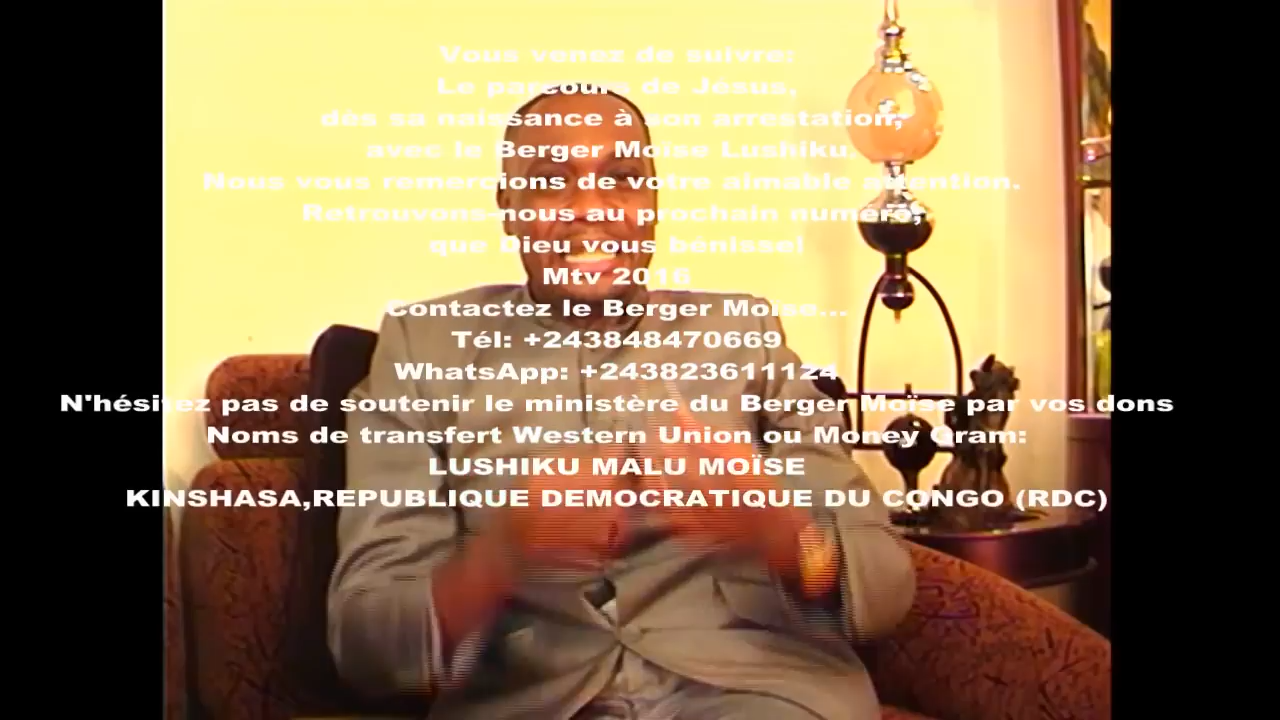 Vous venez de suivre:
Le parcours de Jésus,
dès sa naissance à son arrestation,
avec le Berger Moïse Lushiku.
Nous vous remercions de votre aimable attention.
Retrouvons-nous au prochain numéro,
que Dieu vous bénisse!
Mtv 2016
Contactez le Berger Moïse...
Tél: +243848470669
WhatsApp: +243823611124
N'hésitez pas de soutenir le ministère du Berger Moïse par vos dons
Noms de transfert Western Union ou Money Gram:
LUSHIKU MALU MOÏSE
KINSHASA,REPUBLIQUE DEMOCRATIQUE DU CONGO (RDC)